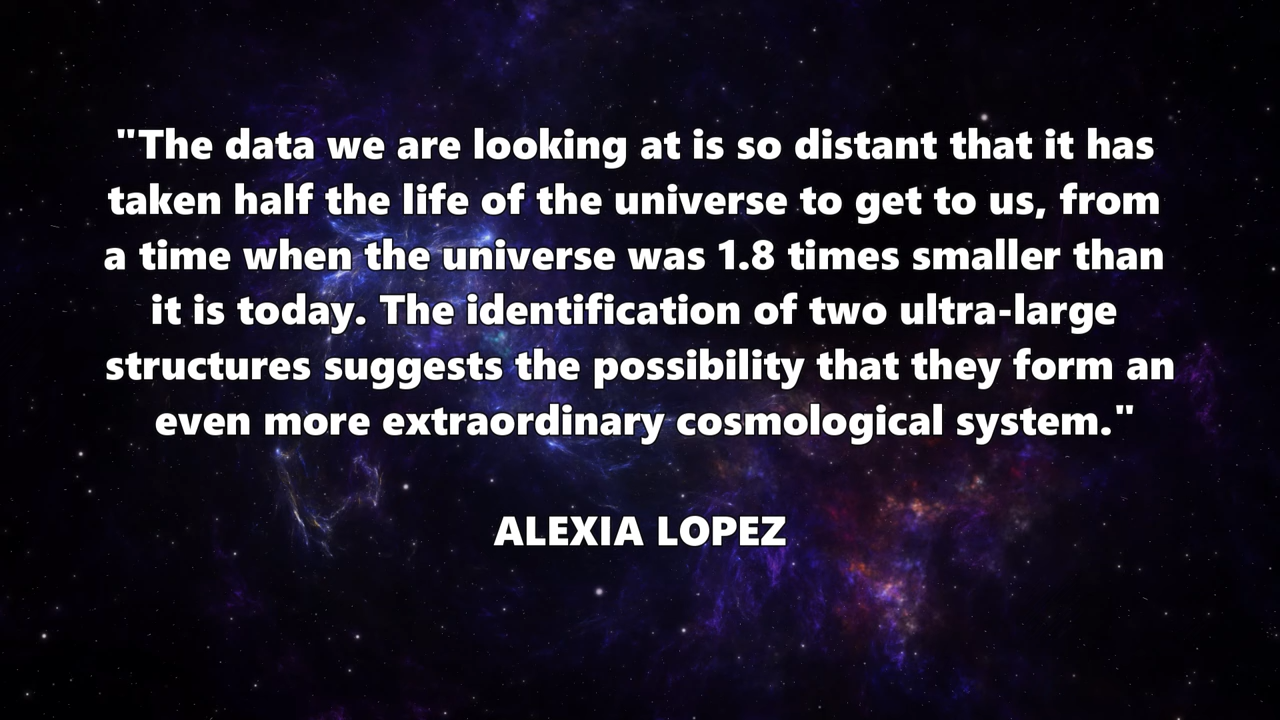 "The data we are looking at is so distant that it has
taken half the life of the universe to get to us, from
a time when the universe was 1.8 times smaller than
it is today. The identification of two ultra-large
structures suggests the possibility that they form an
even more extraordinary cosmological system."
ALEXIA LOPEZ